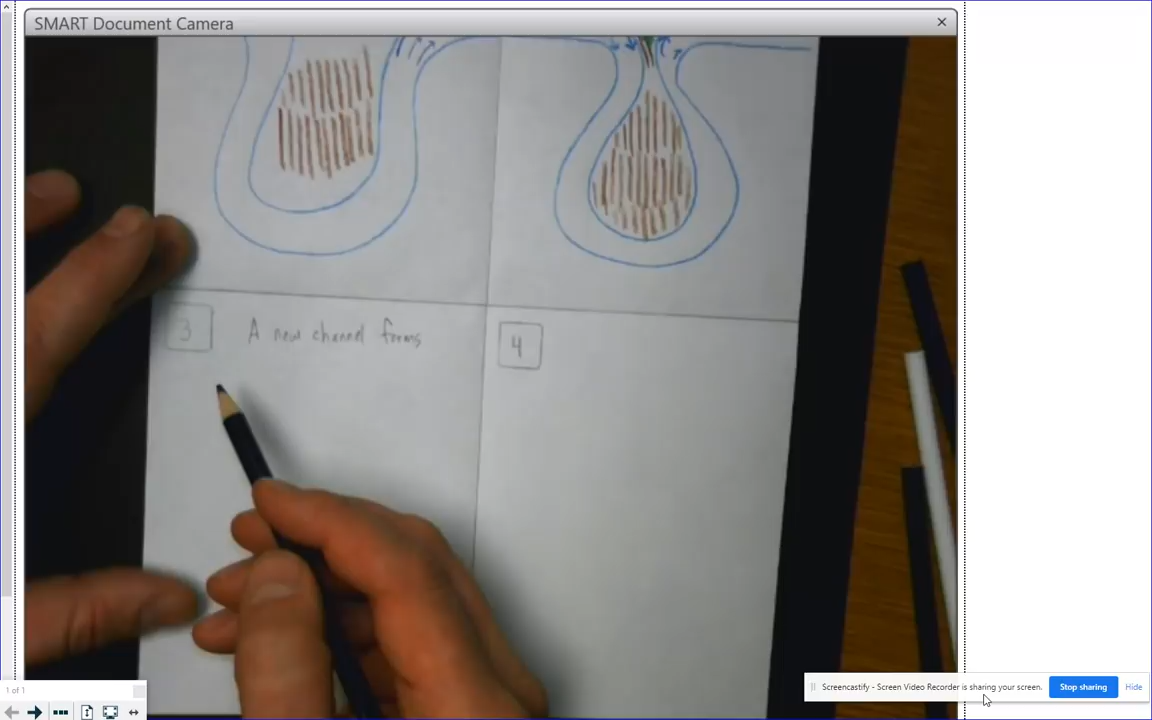 SMART Document Camera
3
A new channel forms
4
1 of 1
Screencastify - Screen Video Recorder is sharing your screen.
Stop sharing
Hide